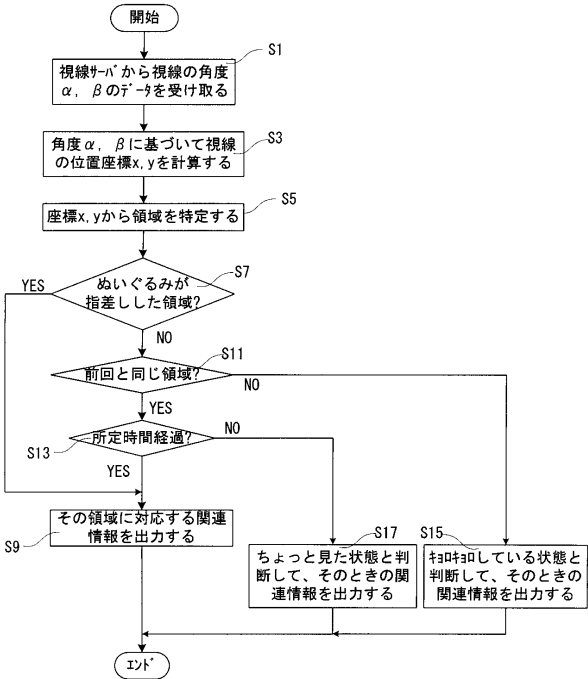 開始
S1
視線ｻｰﾊﾞから視線の角度
α, βのﾃﾞｰﾀを受け取る
S3
角度α, βに基づいて視線
の位置座標x,yを計算する
S5
座標x,yから領域を特定する
S7
YES
ぬいぐるみが
指差しした領域?
NO
S11
前回と同じ領域?
NO
YES
S13
所定時間経過?
NO
YES
S9
その領域に対応する関連
情報を出力する
S17
ちょっと見た状態と判
断して、そのときの関
連情報を出力する
S15
ｷｮﾛｷｮﾛしている状態と
判断して、そのときの
関連情報を出力する
ｴﾝﾄﾞ